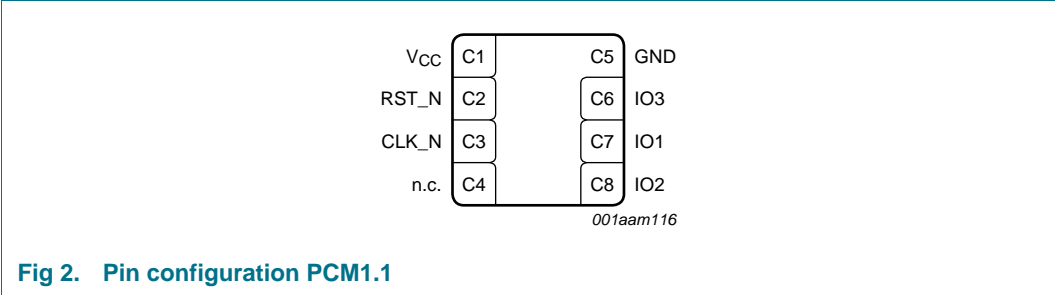 VCC C1 C5 GND
RST_N C2 C6 IO3
CLK_N C3 C7 IO1
n.c. C4 C8 IO2
001aam116
Fig 2. Pin configuration PCM1.1